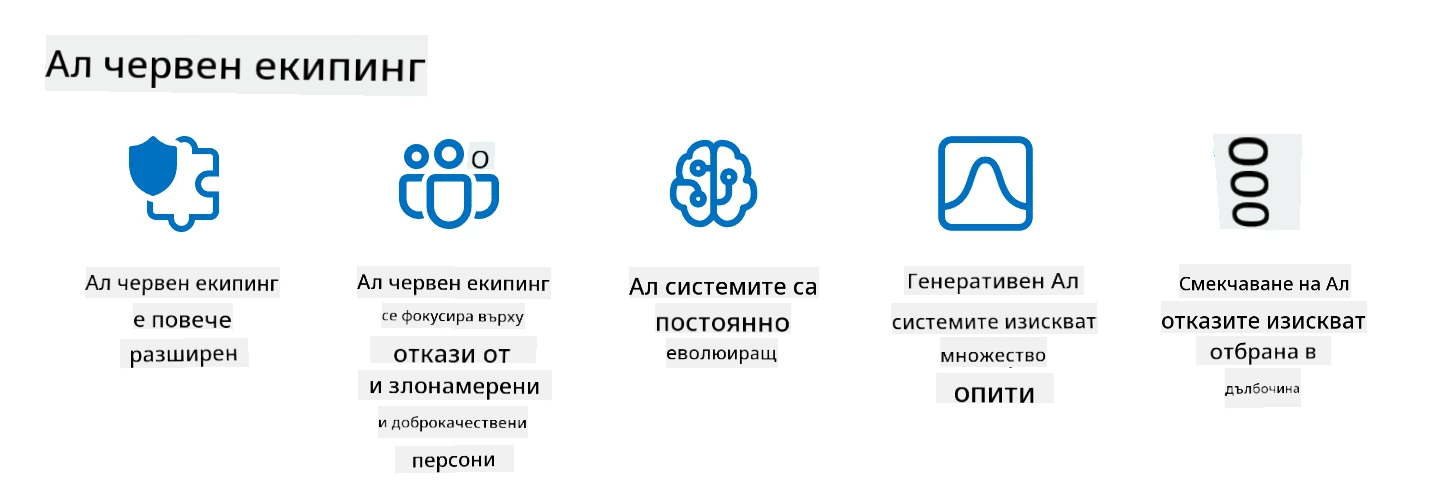 Ал червен екипинг
о
000
Ал червен екипинг
е повече
разширен
Ал червен екипинг
се фокусира върху
откази от
и злонамерени
и доброкачествени
персони
Ал системите са
постоянно
еволюиращ
Генеративен Ал
системите изискват
множество
опити
Смекчаване на Ал
отказите изискват
отбрана в
дълбочина